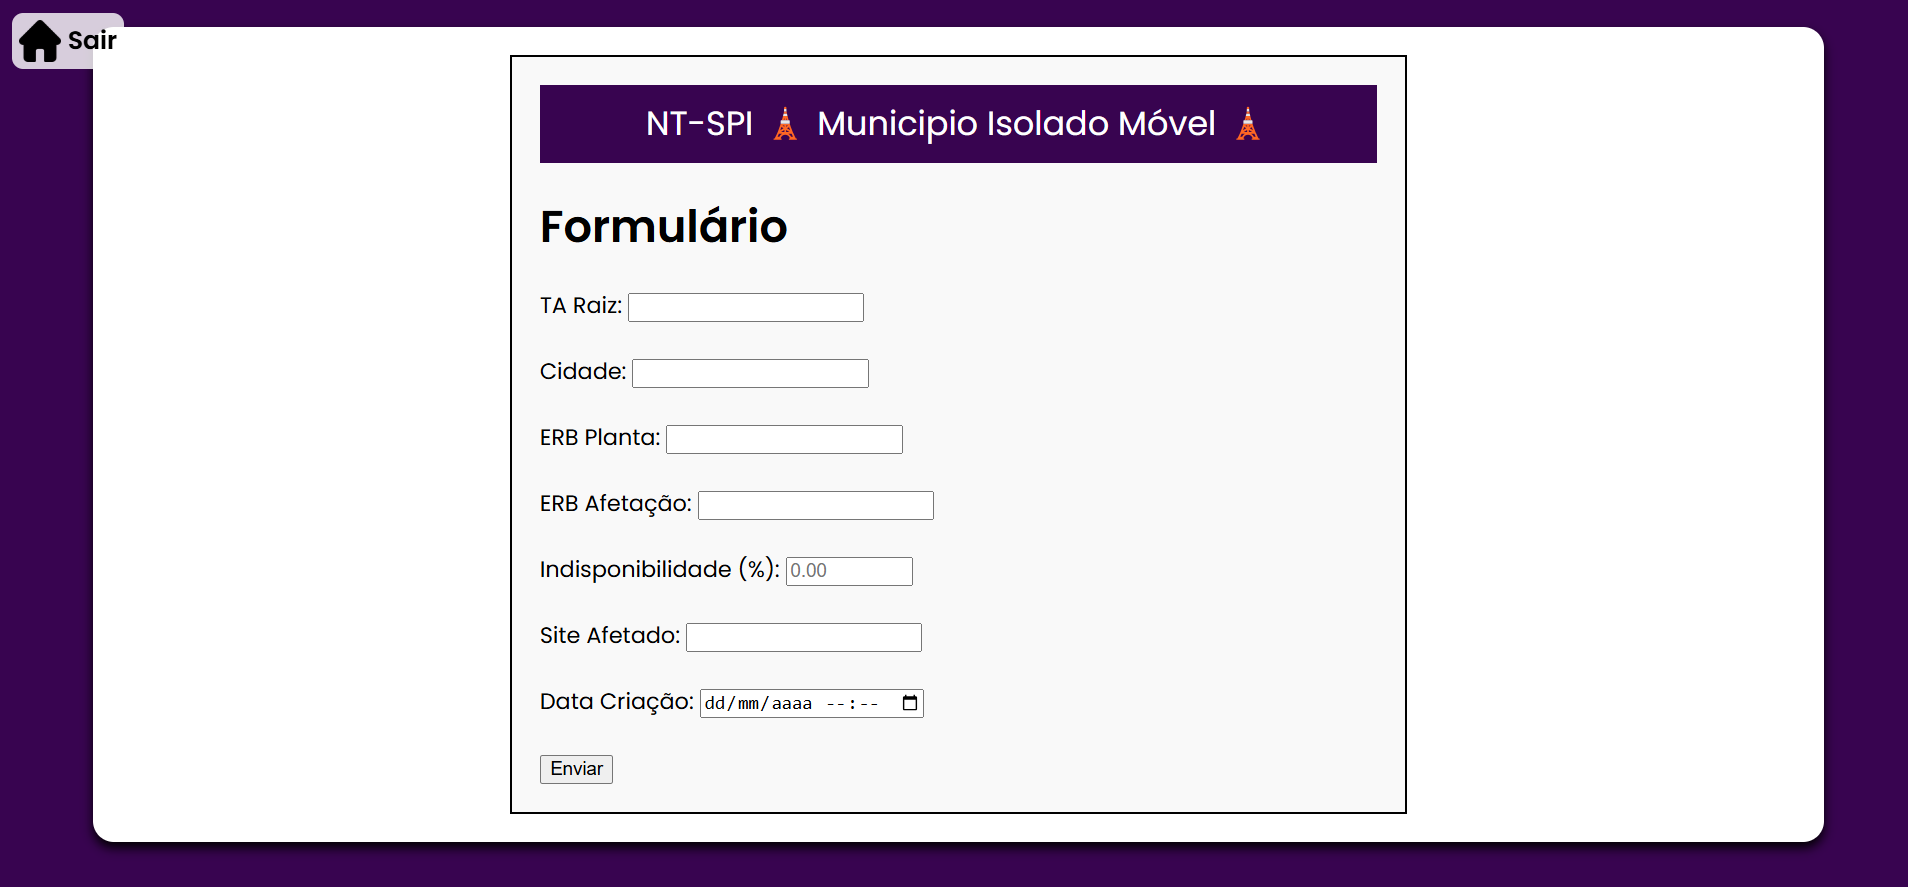 Sair
NT-SPI 🗼 Municipio Isolado Móvel 🗼
Formulário
TA Raiz:
Cidade:
ERB Planta:
ERB Afetação:
Indisponibilidade (%): 0.00
Site Afetado:
Data Criação: dd/mm/aaaa --:--
Enviar